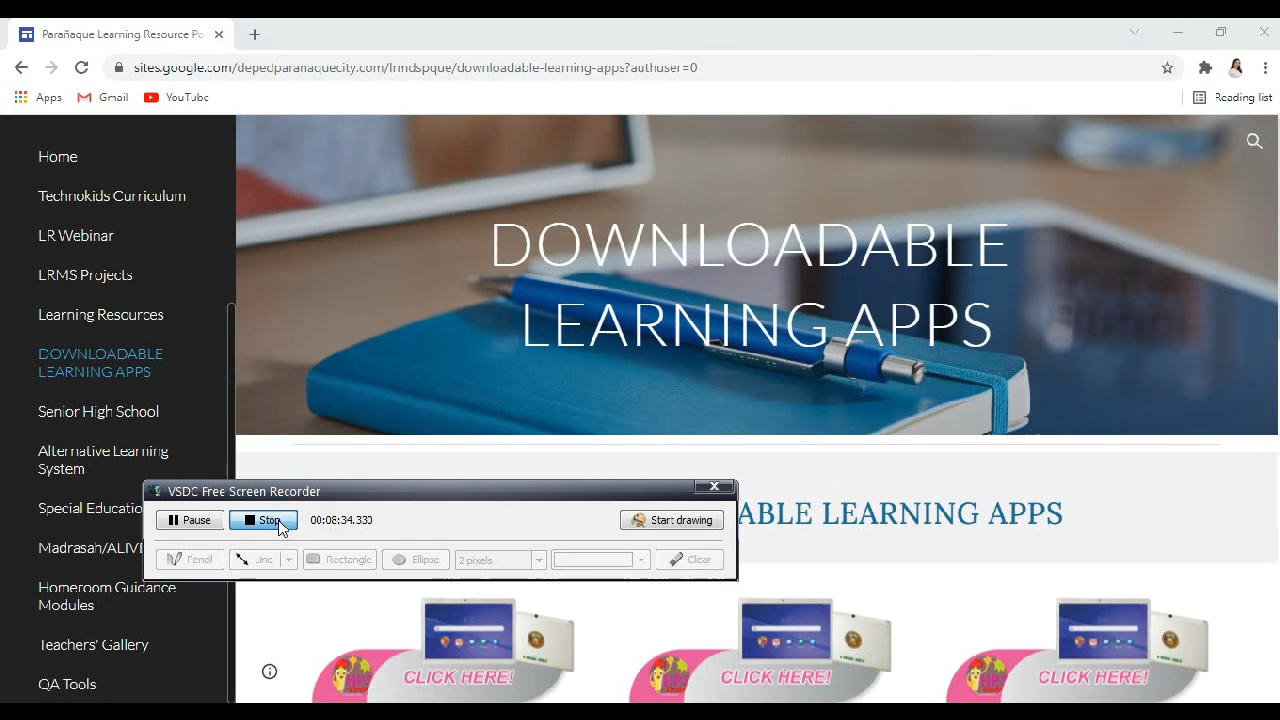 Parañaque Learning Resource Po
sites.google.com/depedparanaquecity.com/lrmdspque/downloadable-learning-apps?authuser=0
Apps
Gmail
YouTube
Reading list
Home
Technokids Curriculum
LR Webinar
LRMS Projects
Learning Resources
DOWNLOADABLE
LEARNING APPS
Senior High School
Alternative Learning
System
Special Educatio
Madrasah/ALIV
Homeroom Guidance
Modules
Teachers' Gallery
QA Tools
DOWNLOADABLE
LEARNING APPS
VSDC Free Screen Recorder
Pause
Stop
00:08:34.333
Start drawing
Pencil
Line
Rectangle
Ellipse
2 pixels
Clear
ABLE LEARNING APPS
CLICK HERE!
CLICK HERE!
CLICK HERE!